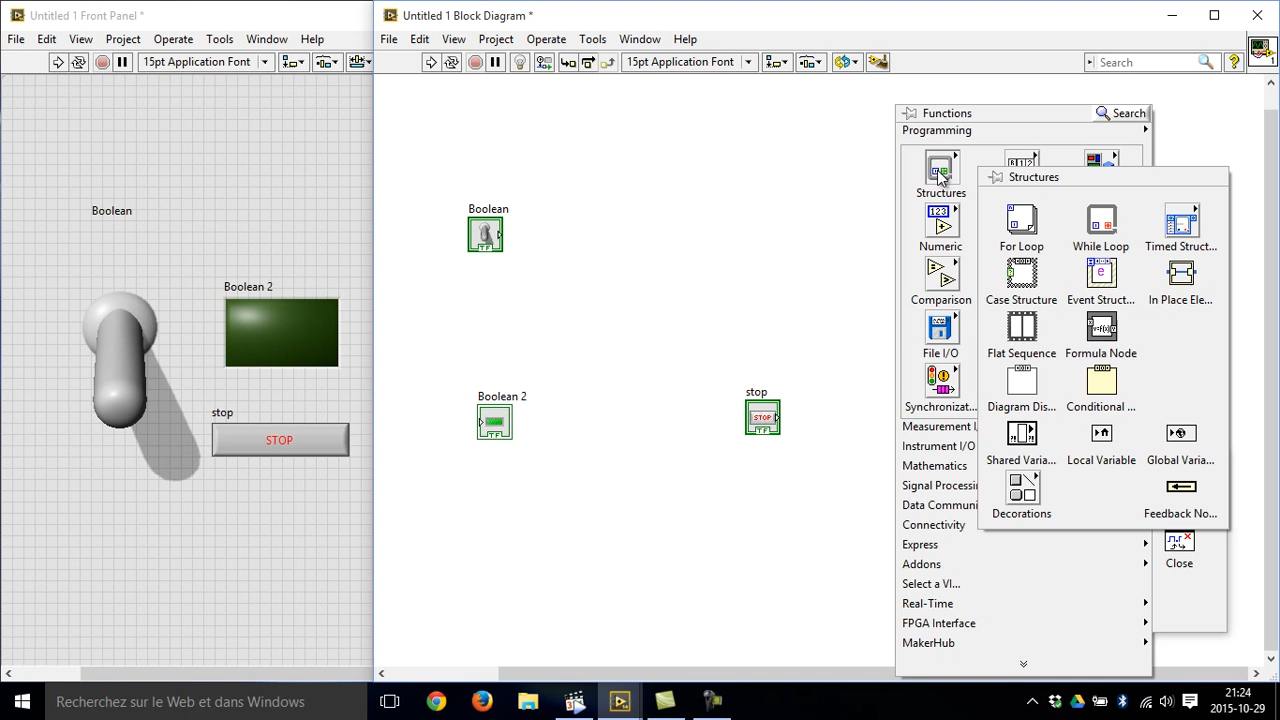 Untitled 1 Front Panel *
File Edit View Project Operate Tools Window Help
15pt Application Font
Boolean
Boolean 2
stop
STOP
Untitled 1 Block Diagram *
File Edit View Project Operate Tools Window Help
15pt Application Font
Search
Boolean
TF
Boolean 2
TF
stop
STOP
TF
Functions
Search
Programming
Structures
Numeric
123
Comparison
File I/O
Synchronizat...
Measurement I
Instrument I/O
Mathematics
Signal Processin
Data Communi
Connectivity
Express
Addons
Select a VI...
Real-Time
FPGA Interface
MakerHub
Close
Structures
For Loop While Loop Timed Struct...
Case Structure Event Struct... In Place Ele...
Flat Sequence Formula Node
Diagram Dis... Conditional ...
Shared Varia... Local Variable Global Varia...
Decorations Feedback No...
Recherchez sur le Web et dans Windows
21:24
2015-10-29